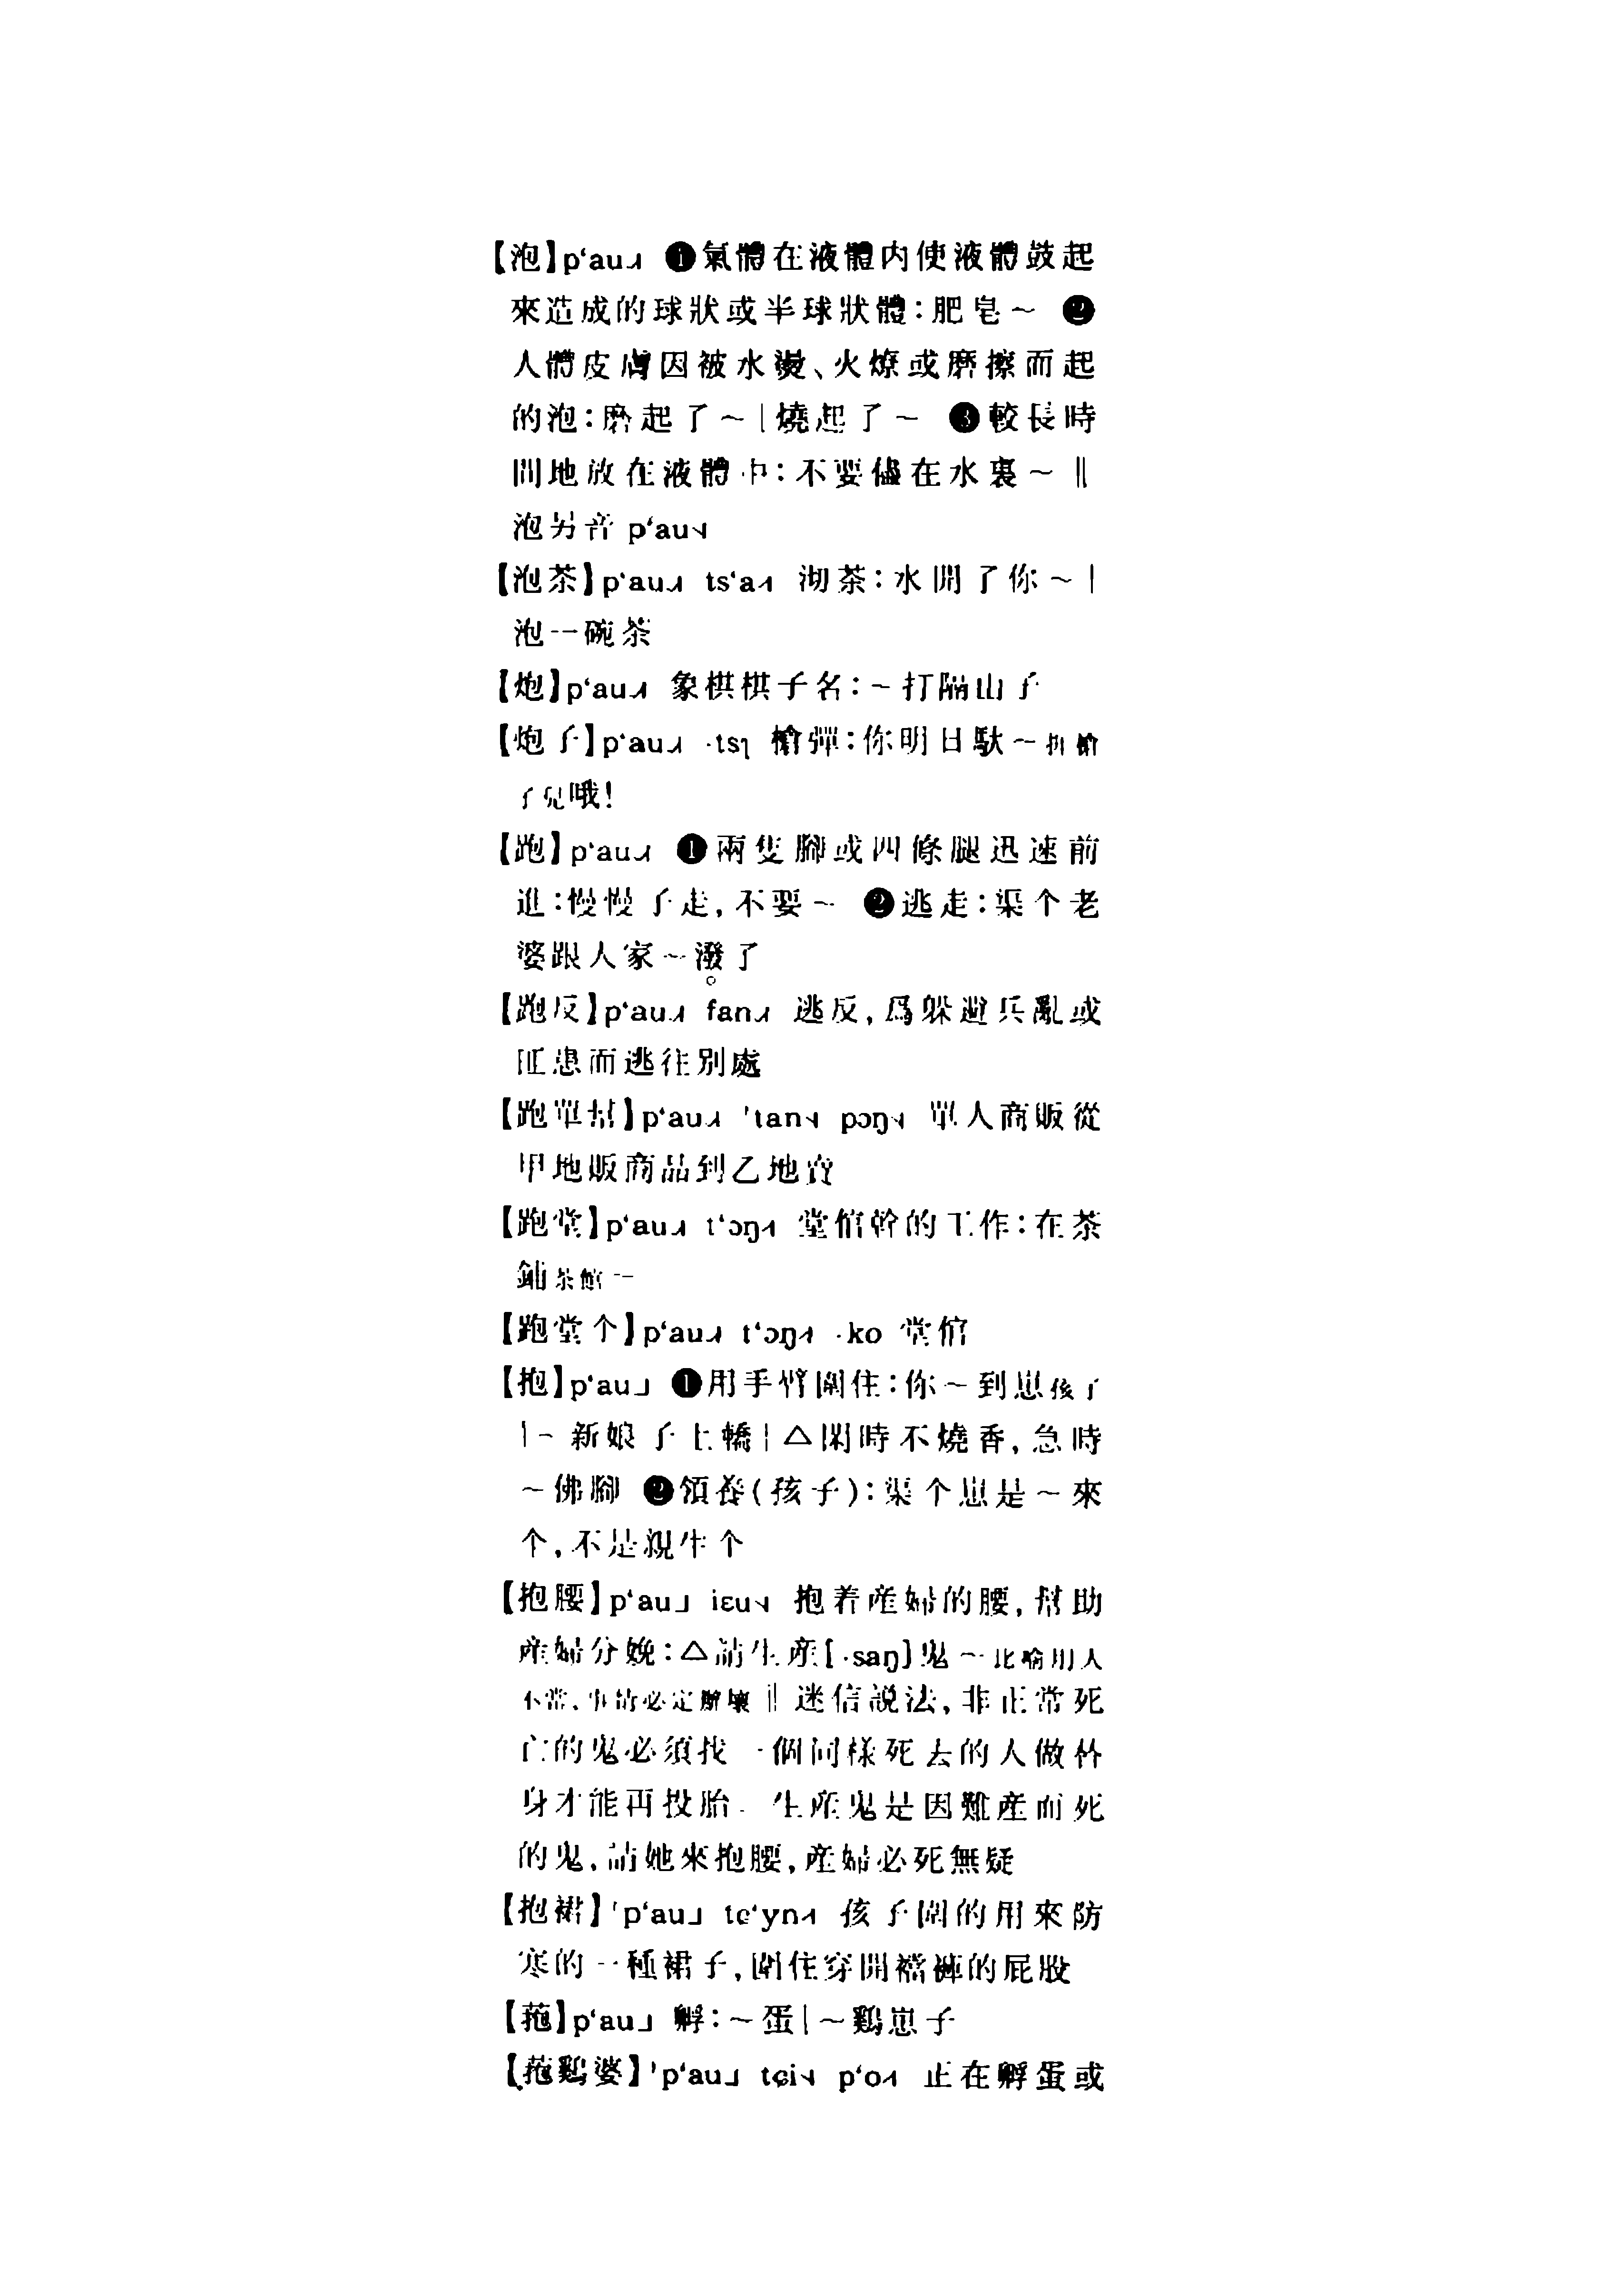 【泡】p‘au˨˦ ❶氣體在液體内使液體鼓起
來造成的球狀或半球狀體：肥皂～ ❷
人體皮膚因被水燙、火燎或磨擦而起
的泡：磨起了～｜燒起了～ ❸較長時
間地放在液體中：不要儘在水裏～‖
泡另音 p‘au˧˨
【泡茶】p‘au˨˦ ts‘a˩˧ 沏茶：水開了你～｜
泡一碗茶
【炮】p‘au˨˦ 象棋棋子名：～打隔山子
【炮子】p‘au˨˦ ·tsʅ 槍彈：你明日馱～捱槍
子兒哦！
【跑】p‘au˨˦ ❶兩隻腳或四條腿迅速前
進：慢慢子走，不要～ ❷逃走：渠个老
婆跟人家～潑了
【跑反】p‘au˨˦ fan˨˦ 逃反，爲躲避兵亂或
匪患而逃往別處
【跑單幫】p‘au˨˦ ˈtan˧˨ pɔŋ˧˨ 單人商販從
甲地販商品到乙地賣
【跑堂】p‘au˨˦ t‘ɔŋ˩˧ 堂倌幹的工作：在茶
鋪茶館～
【跑堂个】p‘au˨˦ t‘ɔŋ˩˧ ·ko 堂倌
【抱】p‘au˩ ❶用手臂圍住：你～到崽孩子
｜～新娘子上轎｜△閑時不燒香，急時
～佛腳 ❷領養(孩子)：渠个崽是～來
个，不是親生个
【抱腰】p‘au˩ iɛu˧˨ 抱着産婦的腰，幫助
産婦分娩：△請生産[·saŋ]鬼～比喻用人
不當，事情必定辦壞‖迷信説法，非正常死
亡的鬼必須找一個同樣死去的人做替
身才能再投胎。生産鬼是因難産而死
的鬼，請她來抱腰，産婦必死無疑
【抱裙】ˈp‘au˩ tɕ‘yn˩˧ 孩子圍的用來防
寒的一種裙子，圍住穿開襠褲的屁股
【菢】p‘au˩ 孵：～蛋｜～鷄崽子
【菢鷄婆】ˈp‘au˩ tɕi˧˨ p‘o˩˧ 正在孵蛋或